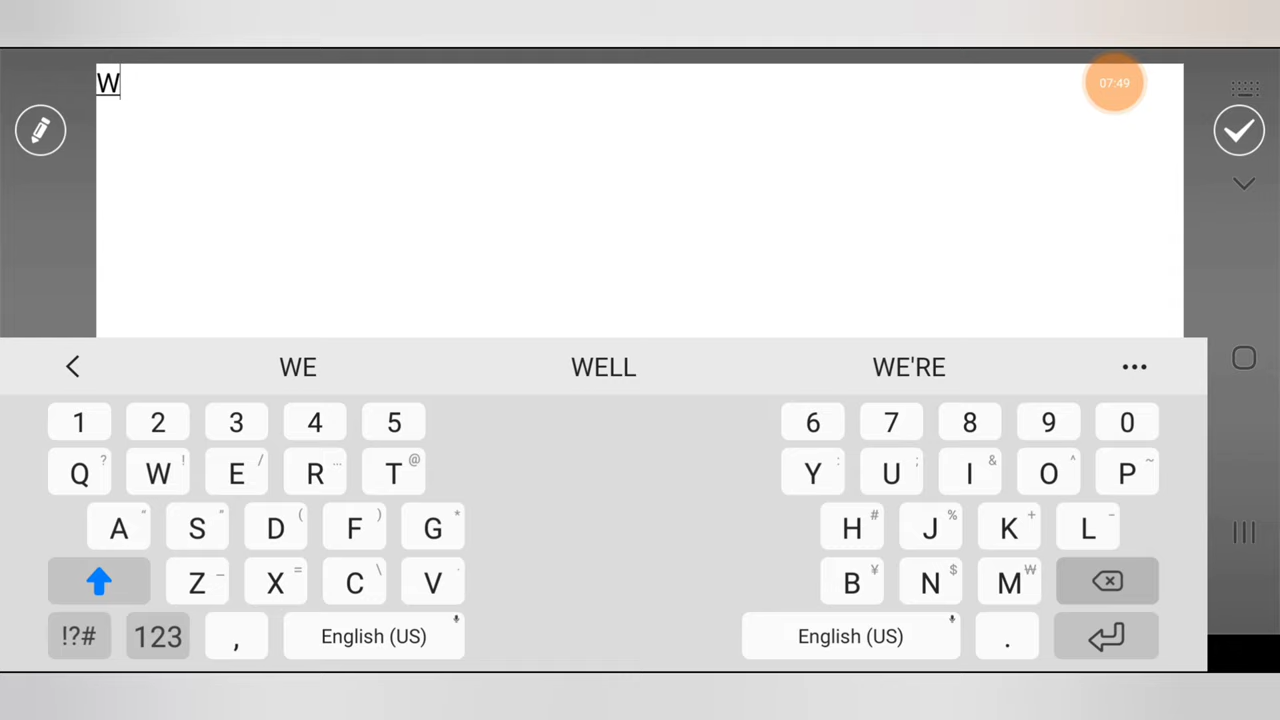 W
07:49
WE WELL WE'RE
1 2 3 4 5 6 7 8 9 0
Q ? W ! E / R ... T @ Y : U ; I & O ^ P ~
A " S " D ( F ) G * H # J % K + L -
Z _ X = C \ V · B ¥ N $ M ₩
!?# 123 , English (US) English (US) .